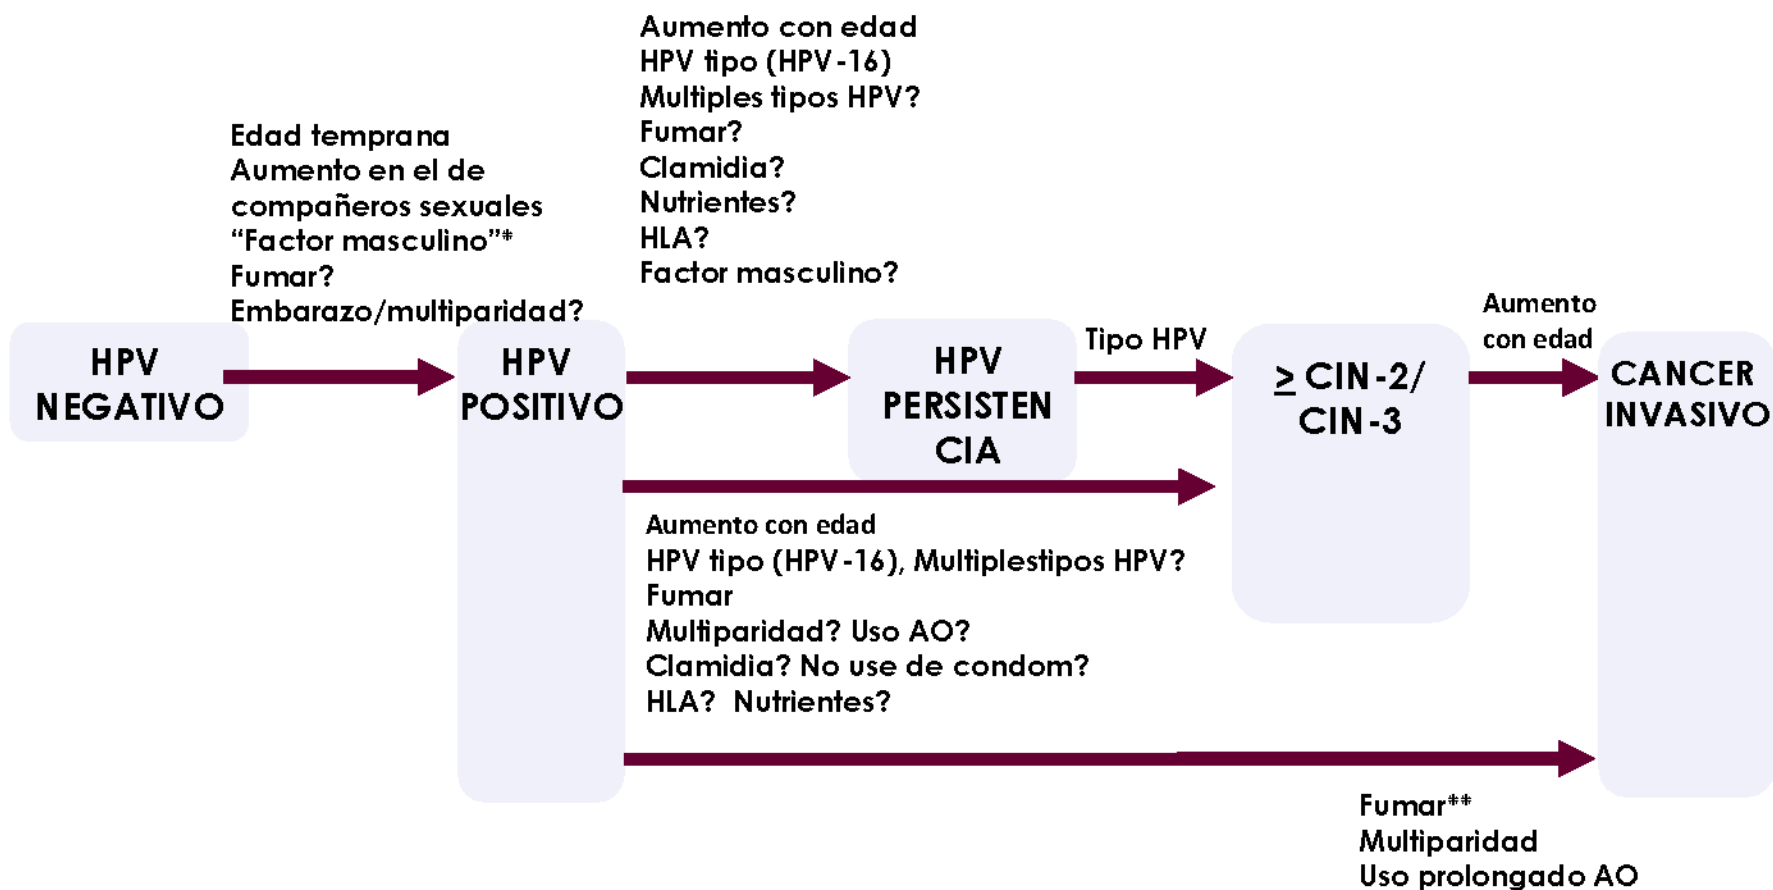 Aumento con edad
HPV tipo (HPV-16)
Multiples tipos HPV?
Fumar?
Clamidia?
Nutrientes?
HLA?
Factor masculino?
Edad temprana
Aumento en el de
compañeros sexuales
“Factor masculino”*
Fumar?
Embarazo/multiparidad?
HPV
NEGATIVO
HPV
POSITIVO
HPV
PERSISTEN
CIA
Tipo HPV
≥ CIN-2/
CIN-3
Aumento
con edad
CANCER
INVASIVO
Aumento con edad
HPV tipo (HPV-16), Multiplestipos HPV?
Fumar
Multiparidad? Uso AO?
Clamidia? No use de condom?
HLA? Nutrientes?
Fumar**
Multiparidad
Uso prolongado AO